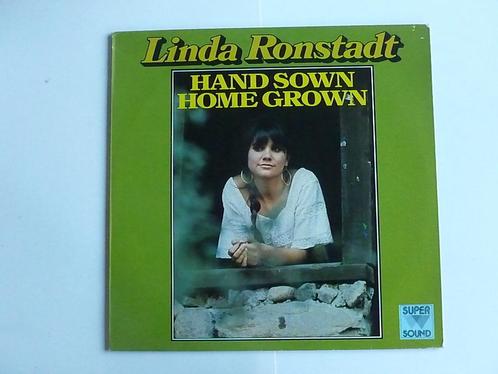 Linda Ronstadt
HAND SOWN
HOME GROWN
SUPER
SOUND